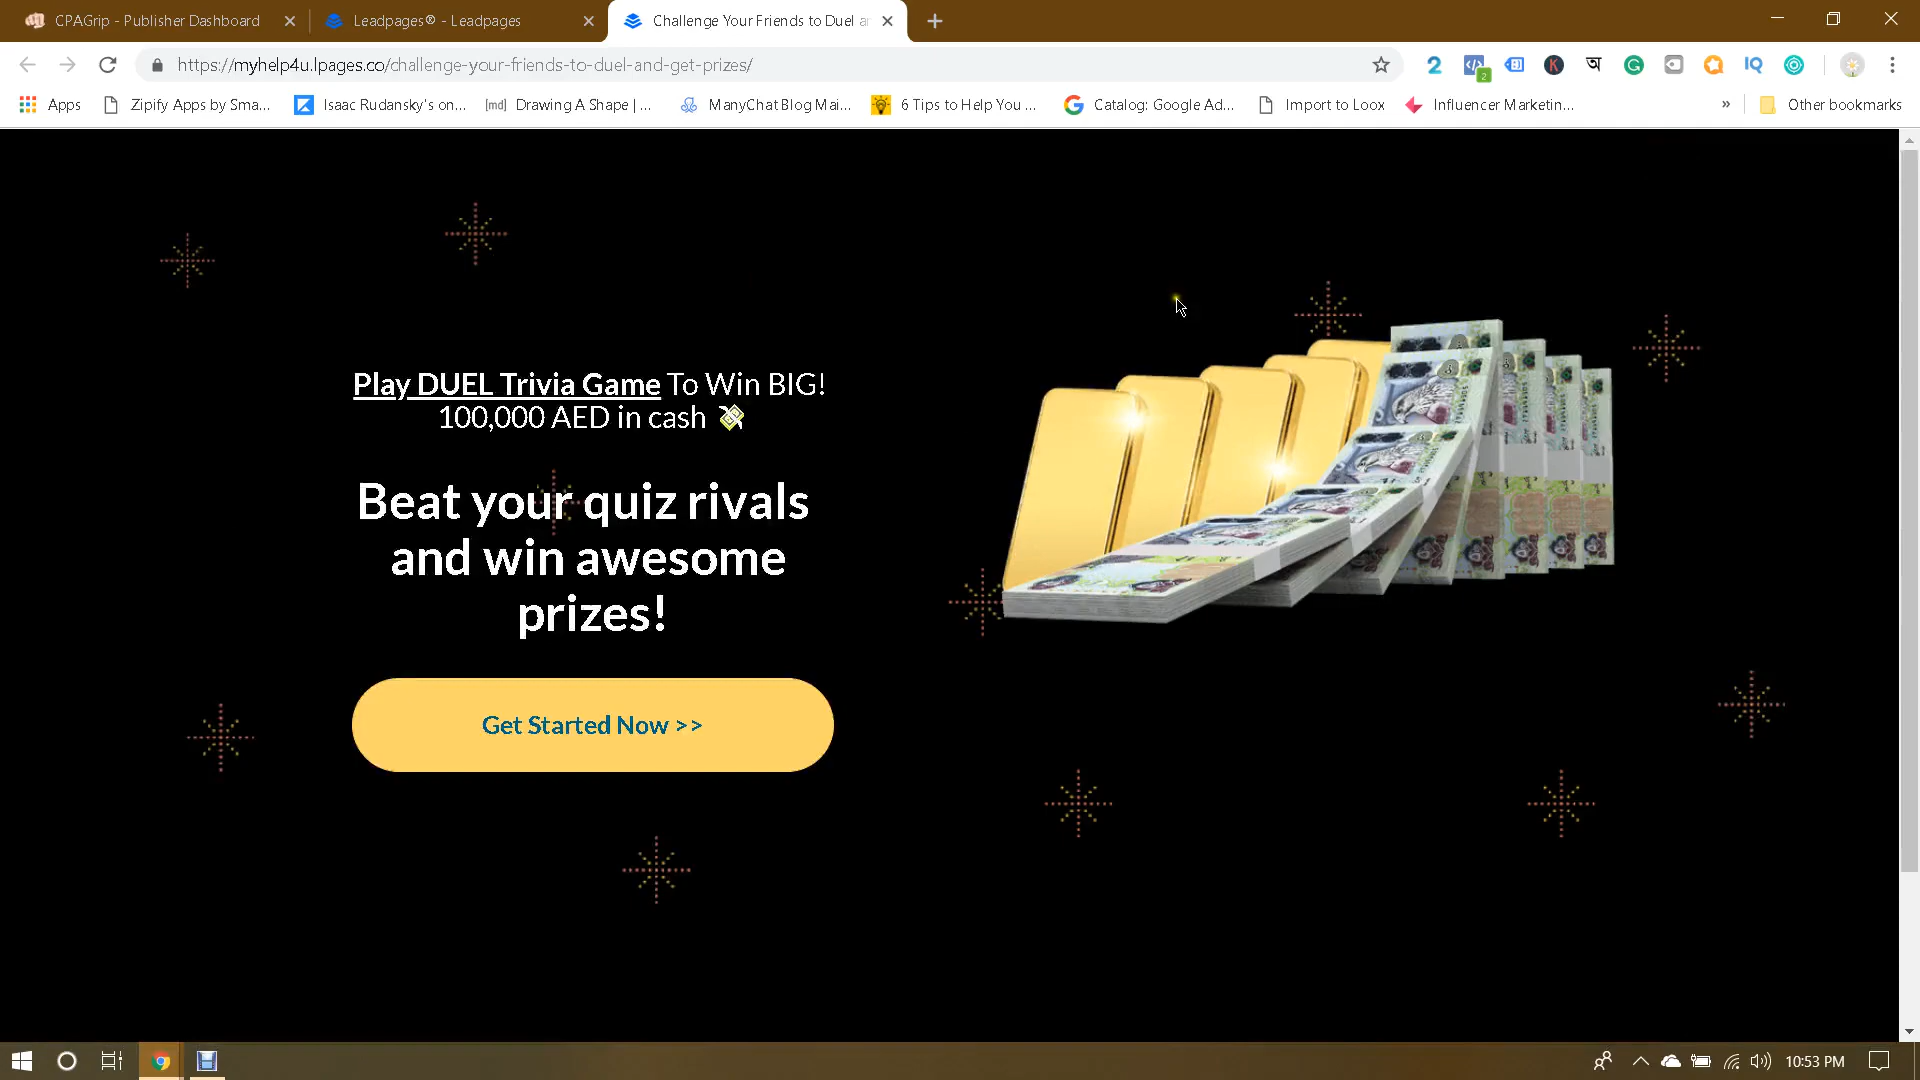 CPAGrip - Publisher Dashboard
Leadpages® - Leadpages
Challenge Your Friends to Duel a
https://myhelp4u.lpages.co/challenge-your-friends-to-duel-and-get-prizes/
Apps
Zipify Apps by Sma...
Isaac Rudansky's on...
[md] Drawing A Shape | ...
ManyChat Blog Mai...
6 Tips to Help You ...
Catalog: Google Ad...
Import to Loox
Influencer Marketin...
»
Other bookmarks
Play DUEL Trivia Game To Win BIG!
100,000 AED in cash 💸
Beat your quiz rivals
and win awesome
prizes!
Get Started Now >>
10:53 PM